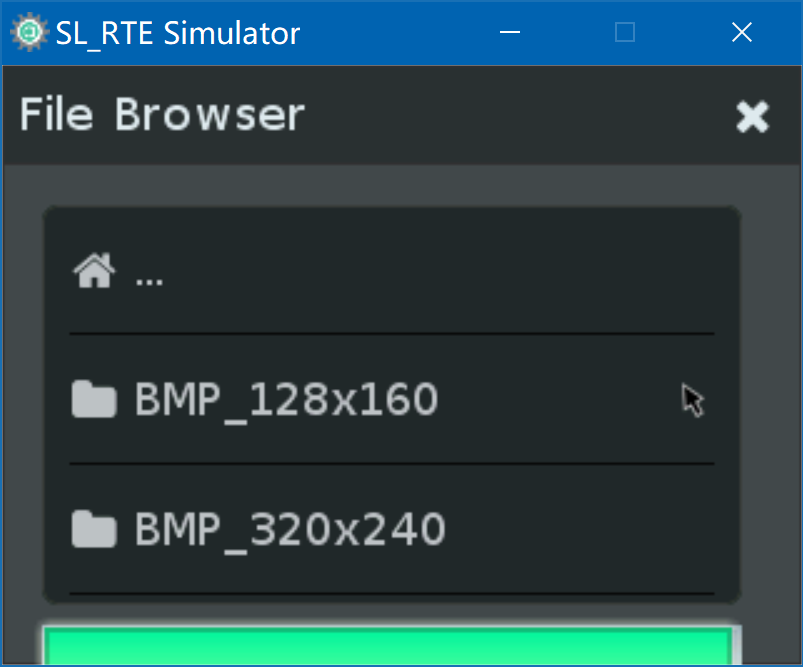 SL_RTE Simulator
File Browser
...
BMP_128x160
BMP_320x240